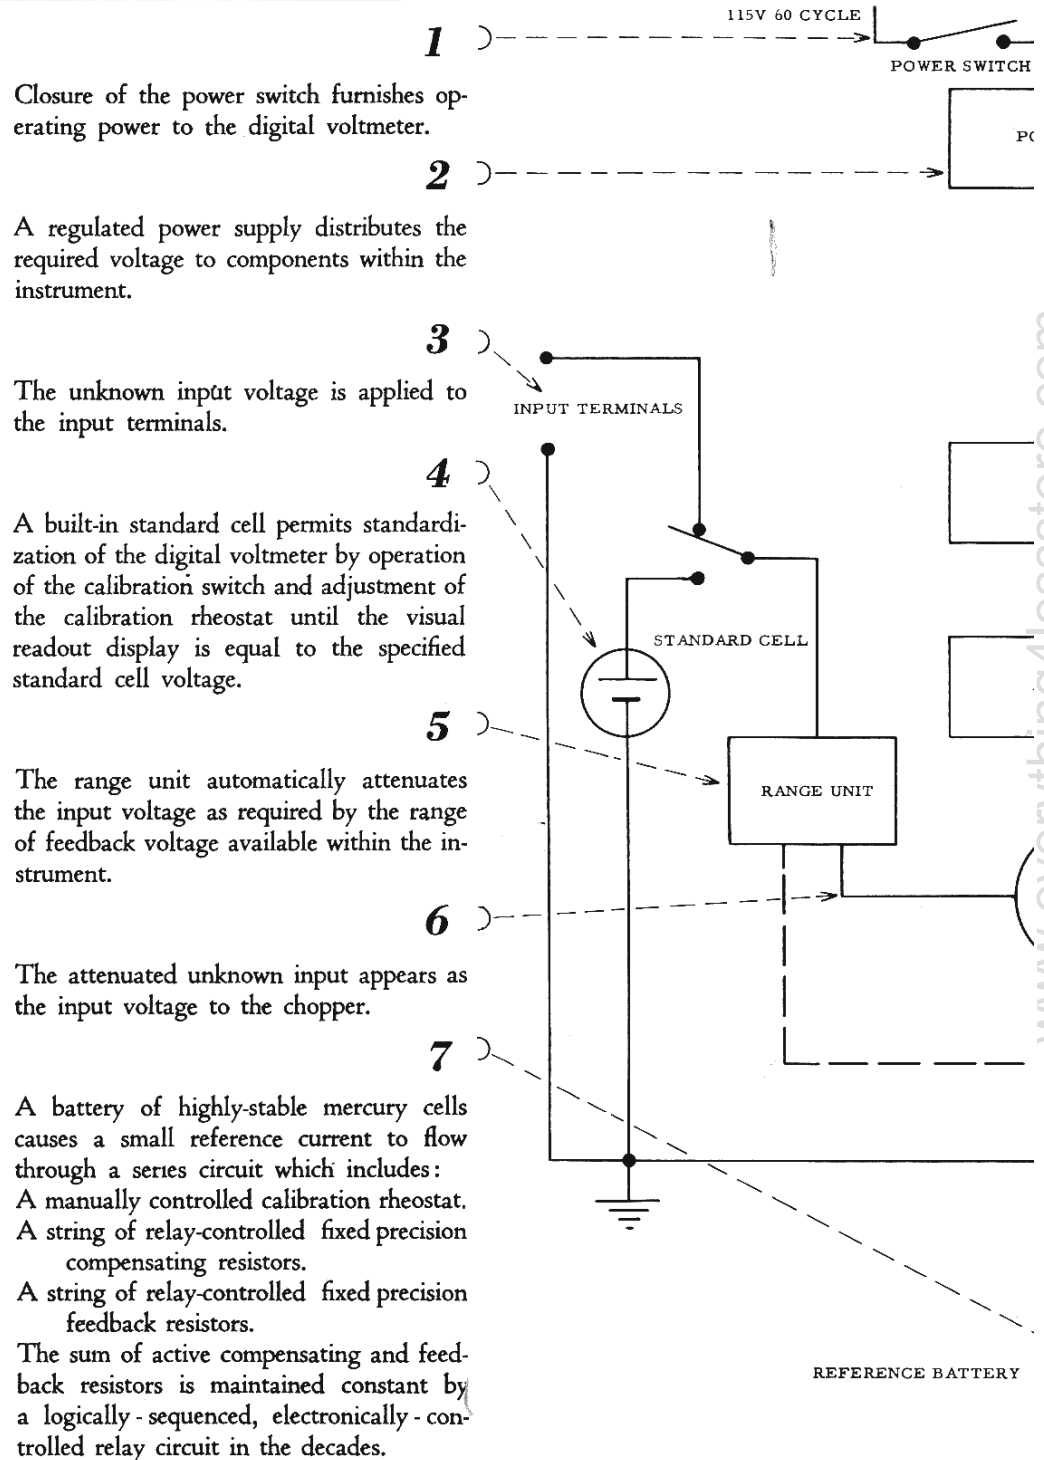 1
Closure of the power switch furnishes op-
erating power to the digital voltmeter.
2
A regulated power supply distributes the
required voltage to components within the
instrument.
3
The unknown input voltage is applied to
the input terminals.
4
A built-in standard cell permits standardi-
zation of the digital voltmeter by operation
of the calibration switch and adjustment of
the calibration rheostat until the visual
readout display is equal to the specified
standard cell voltage.
5
The range unit automatically attenuates
the input voltage as required by the range
of feedback voltage available within the in-
strument.
6
The attenuated unknown input appears as
the input voltage to the chopper.
7
A battery of highly-stable mercury cells
causes a small reference current to flow
through a series circuit which includes:
A manually controlled calibration rheostat.
A string of relay-controlled fixed precision
compensating resistors.
A string of relay-controlled fixed precision
feedback resistors.
The sum of active compensating and feed-
back resistors is maintained constant by
a logically - sequenced, electronically - con-
trolled relay circuit in the decades.
115V 60 CYCLE
POWER SWITCH
INPUT TERMINALS
STANDARD CELL
RANGE UNIT
REFERENCE BATTERY